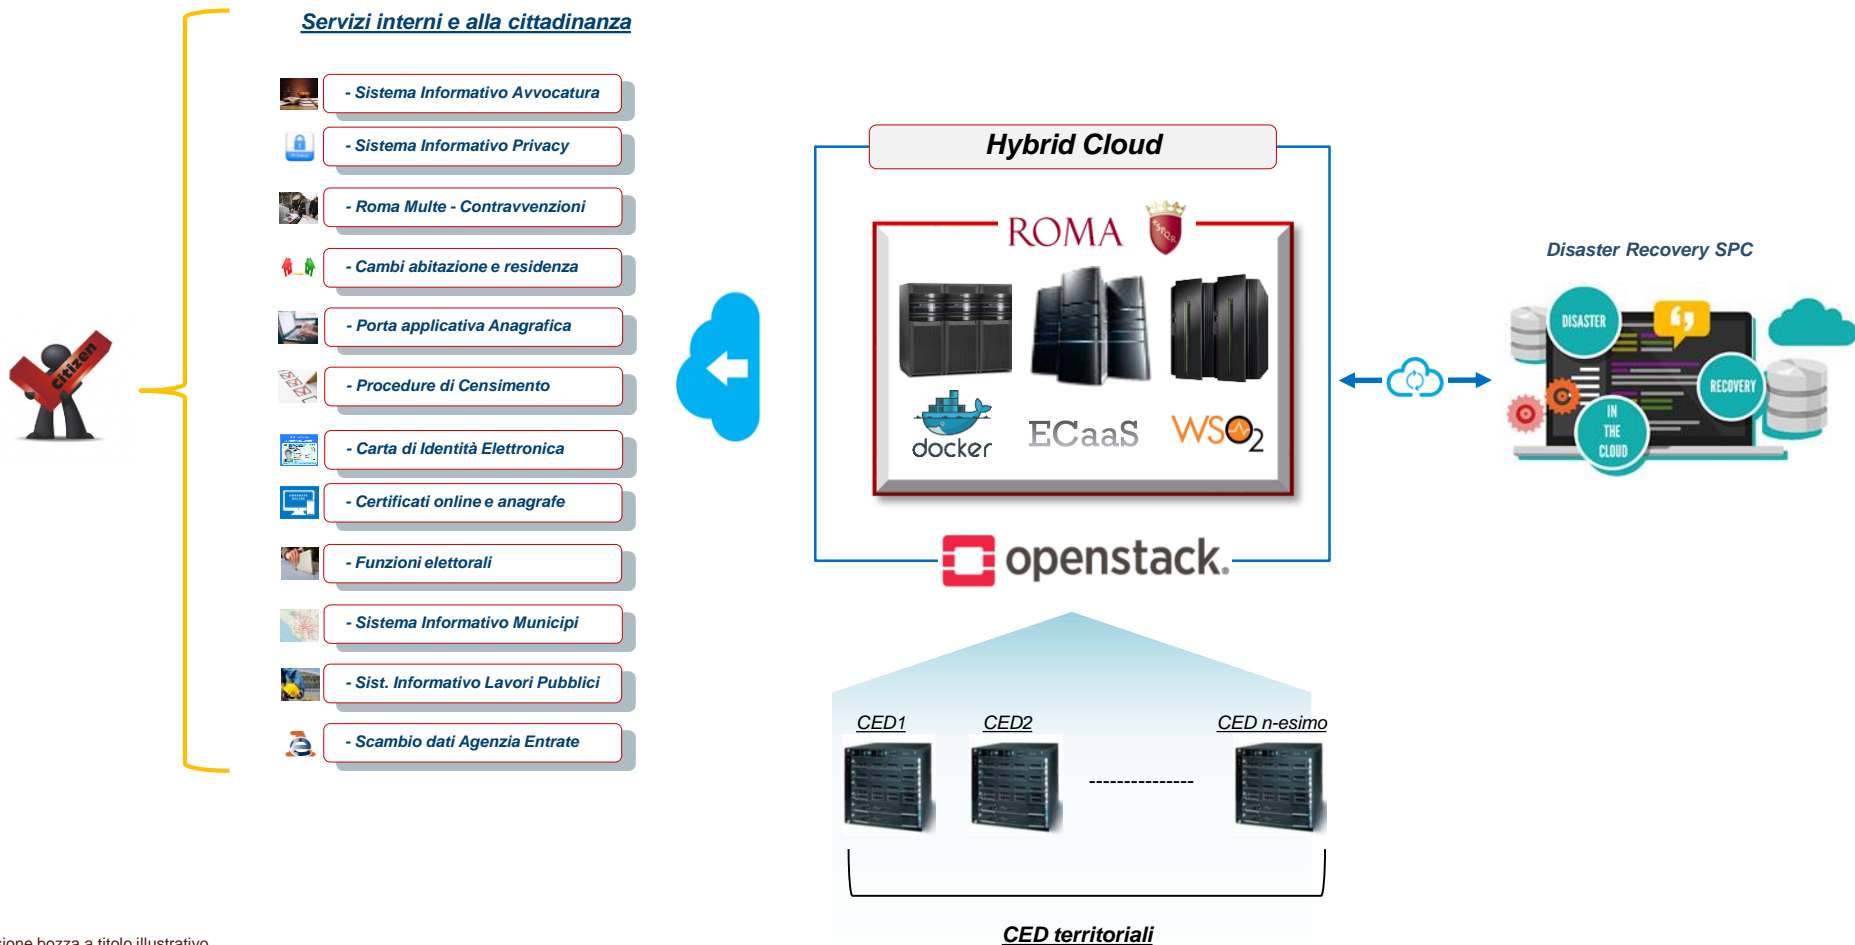 Servizi interni e alla cittadinanza
- Sistema Informativo Avvocatura
- Sistema Informativo Privacy
- Roma Multe - Contravvenzioni
- Cambi abitazione e residenza
- Porta applicativa Anagrafica
- Procedure di Censimento
- Carta di Identità Elettronica
- Certificati online e anagrafe
- Funzioni elettorali
- Sistema Informativo Municipi
- Sist. Informativo Lavori Pubblici
- Scambio dati Agenzia Entrate
Citizen
Hybrid Cloud
ROMA
SPQR
docker
ECaaS
WSO2
openstack.
Disaster Recovery SPC
DISASTER
RECOVERY
IN
THE
CLOUD
CED1
CED2
CED n-esimo
---------------
CED territoriali
bozza a titolo illustrativo